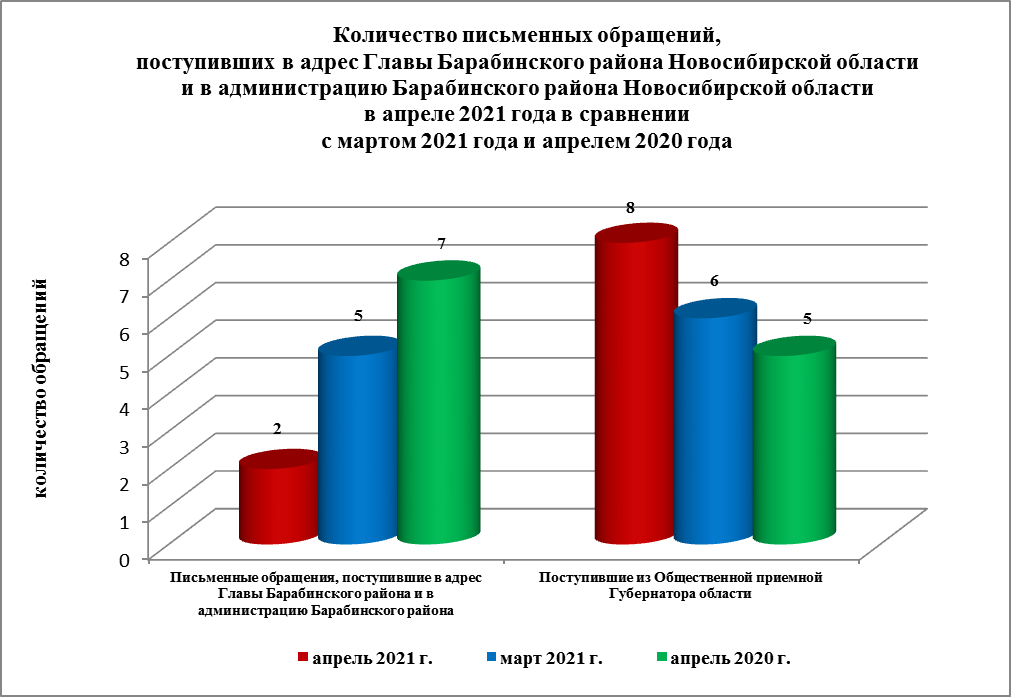 Количество письменных обращений,
поступивших в адрес Главы Барабинского района Новосибирской области
и в администрацию Барабинского района Новосибирской области
в апреле 2021 года в сравнении
с мартом 2021 года и апрелем 2020 года
количество обращений
8
7
6
5
4
3
2
1
0
2
5
7
8
6
5
Письменные обращения, поступившие в адрес
Главы Барабинского района и в
администрацию Барабинского района
Поступившие из Общественной приемной
Губернатора области
апрель 2021 г.
март 2021 г.
апрель 2020 г.